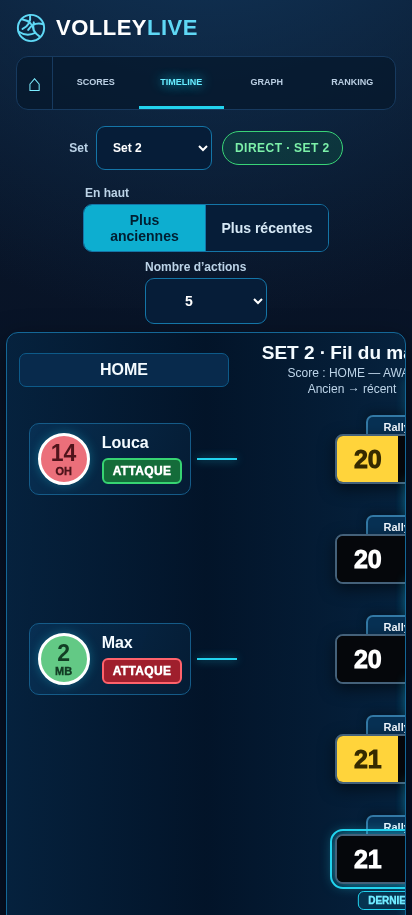 VOLLEYLIVE
SCORES
TIMELINE
GRAPH
RANKING
Set
Set 2
DIRECT · SET 2
En haut
Plus
anciennes
Plus récentes
Nombre d'actions
5
HOME
SET 2 · Fil du
Score : HOME —
Ancien → récent
14
OH
Louca
ATTAQUE
20
20
2
MB
Max
ATTAQUE
20
21
21